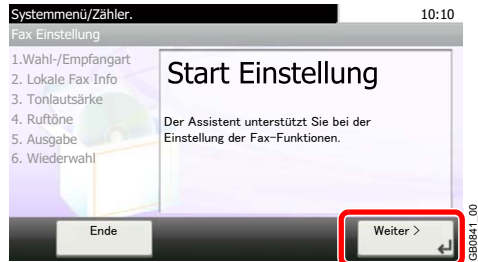 Systemmenü/Zähler.
10:10
Fax Einstellung
1.Wahl-/Empfangart
2. Lokale Fax Info
3. Tonlautsärke
4. Ruftöne
5. Ausgabe
6. Wiederwahl
Start Einstellung
Der Assistent unterstützt Sie bei der
Einstellung der Fax-Funktionen.
Ende
Weiter >
GB0841_00